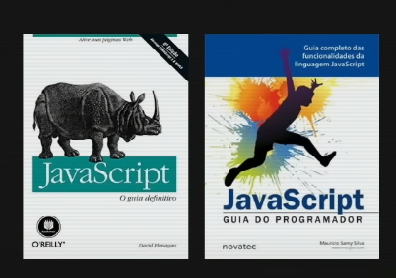 Ative suas páginas Web
JavaScript
O guia definitivo
O'REILLY®
David Flanagan
Guia completo das
funcionalidades da
linguagem JavaScript
JavaScript
GUIA DO PROGRAMADOR
novatec
Maurício Samy Silva